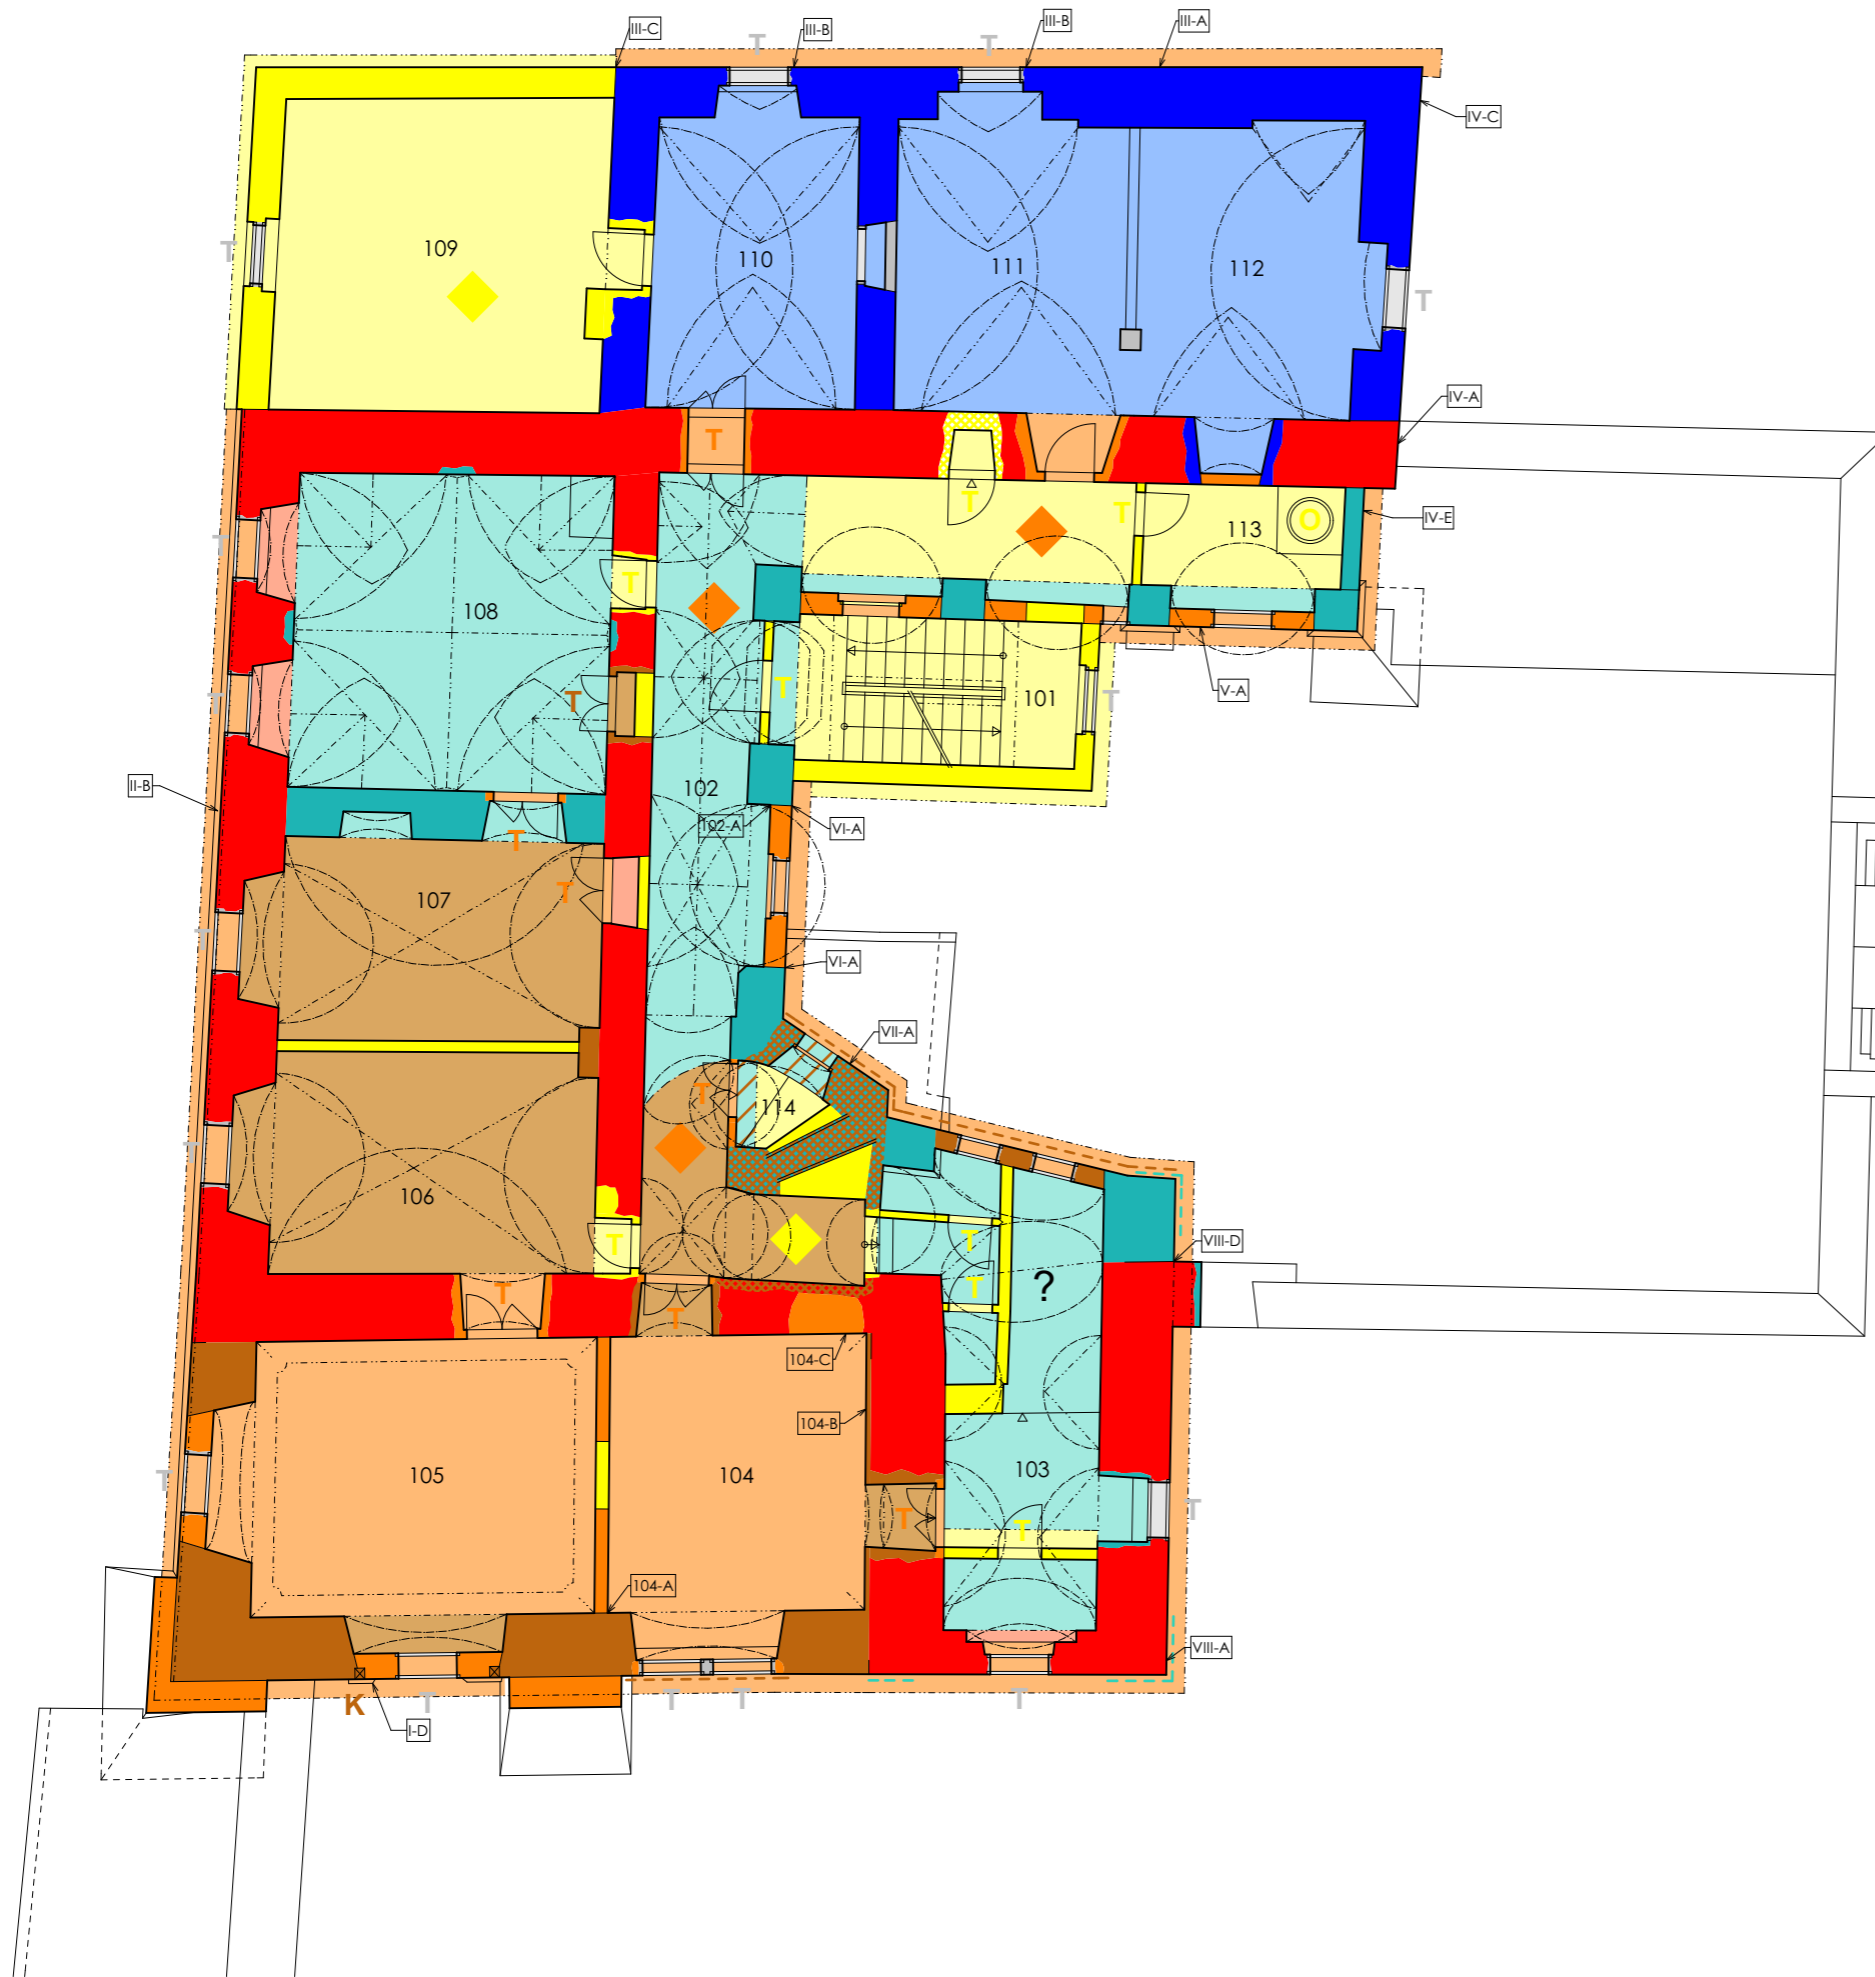 III-C
III-B
III-B
III-A
T
T
IV-C
109
T
110
111
112
T
IV-A
T
T
T
113
O
IV-E
T
108
T
T
T
T
101
T
V-A
II-B
102
102-A
VI-A
T
107
T
T
VI-A
VII-A
T
114
T
106
T
T
T
VIII-D
T
?
T
T
104-C
104-B
105
104
103
T
T
T
T
104-A
VIII-A
K
T
T
T
T
I-D